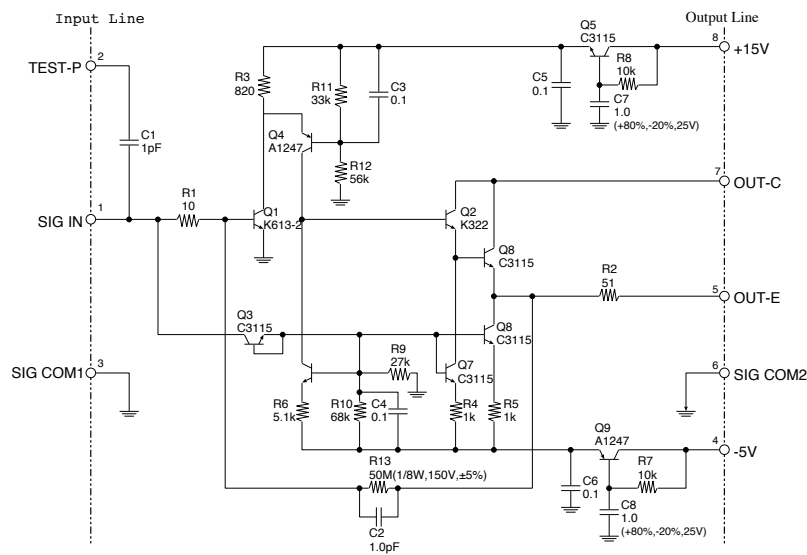 Input Line
Output Line
2
TEST-P
C1
1pF
1
SIG IN
R1
10
3
SIG COM1
R3
820
R11
33k
C3
0.1
Q4
A1247
R12
56k
Q1
K613-2
Q2
K322
Q8
C3115
Q5
C3115
8
+15V
R8
10k
C5
0.1
C7
1.0
(+80%,-20%,25V)
7
OUT-C
R2
51
5
OUT-E
Q3
C3115
Q8
C3115
R9
27k
Q7
C3115
R6
5.1k
R10
68k
C4
0.1
R4
1k
R5
1k
6
SIG COM2
Q9
A1247
4
-5V
R7
10k
C6
0.1
C8
1.0
(+80%,-20%,25V)
R13
50M(1/8W,150V,±5%)
C2
1.0pF